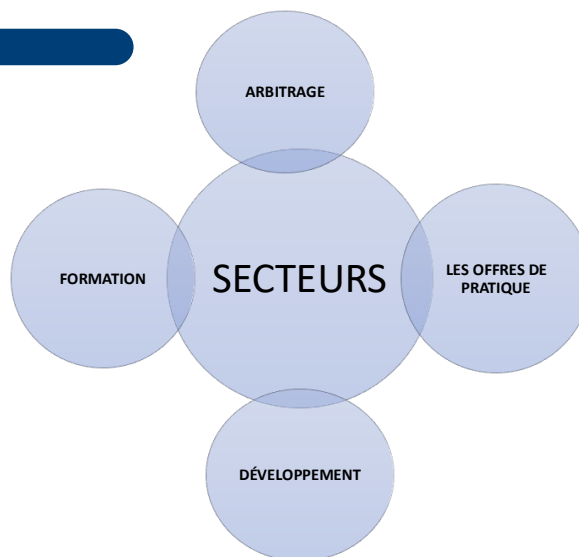 ARBITRAGE
FORMATION
SECTEURS
LES OFFRES DE
PRATIQUE
DÉVELOPPEMENT